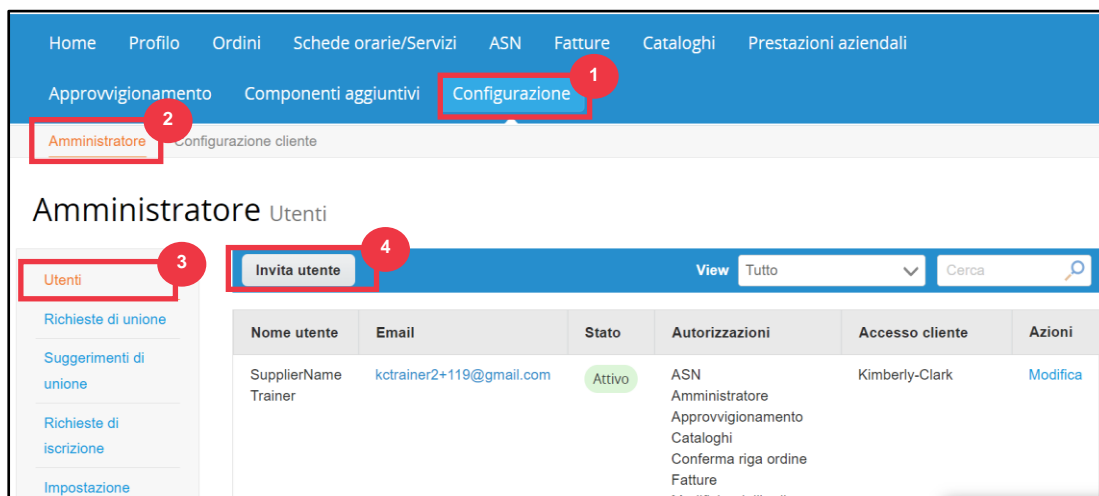 Home Profilo Ordini Schede orarie/Servizi ASN Fatture Cataloghi Prestazioni aziendali
1
Approvvigionamento Componenti aggiuntivi Configurazione
2
Amministratore Configurazione cliente
Amministratore Utenti
3
Utenti
4
Invita utente View Tutto Cerca
Richieste di unione
Suggerimenti di
unione
Richieste di
iscrizione
Impostazione
Nome utente Email Stato Autorizzazioni Accesso cliente Azioni
SupplierName kctrainer2+119@gmail.com Attivo ASN Kimberly-Clark Modifica
Trainer Amministratore
Approvvigionamento
Cataloghi
Conferma riga ordine
Fatture